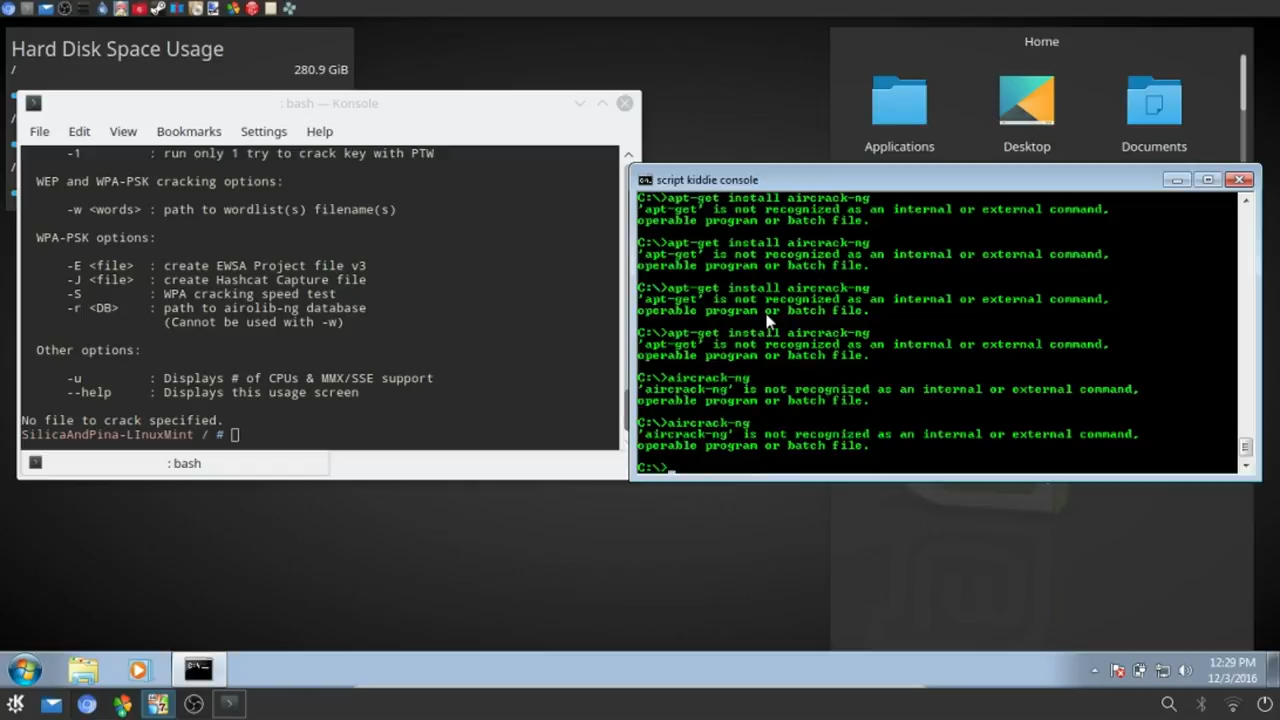 Hard Disk Space Usage
/
280.9 GiB
: bash — Konsole
File Edit View Bookmarks Settings Help
-1 : run only 1 try to crack key with PTW
WEP and WPA-PSK cracking options:
-w <words> : path to wordlist(s) filename(s)
WPA-PSK options:
-E <file> : create EWSA Project file v3
-J <file> : create Hashcat Capture file
-S : WPA cracking speed test
-r <DB> : path to airolib-ng database
(Cannot be used with -w)
Other options:
-u : Displays # of CPUs & MMX/SSE support
--help : Displays this usage screen
No file to crack specified.
SilicaAndPina-LInuxMint / #
: bash
Home
Applications Desktop Documents
script kiddie console
C:\>apt-get install aircrack-ng
'apt-get' is not recognized as an internal or external command,
operable program or batch file.
C:\>apt-get install aircrack-ng
'apt-get' is not recognized as an internal or external command,
operable program or batch file.
C:\>apt-get install aircrack-ng
'apt-get' is not recognized as an internal or external command,
operable program or batch file.
C:\>apt-get install aircrack-ng
'apt-get' is not recognized as an internal or external command,
operable program or batch file.
C:\>aircrack-ng
'aircrack-ng' is not recognized as an internal or external command,
operable program or batch file.
C:\>aircrack-ng
'aircrack-ng' is not recognized as an internal or external command,
operable program or batch file.
C:\>_
12:29 PM
12/3/2016